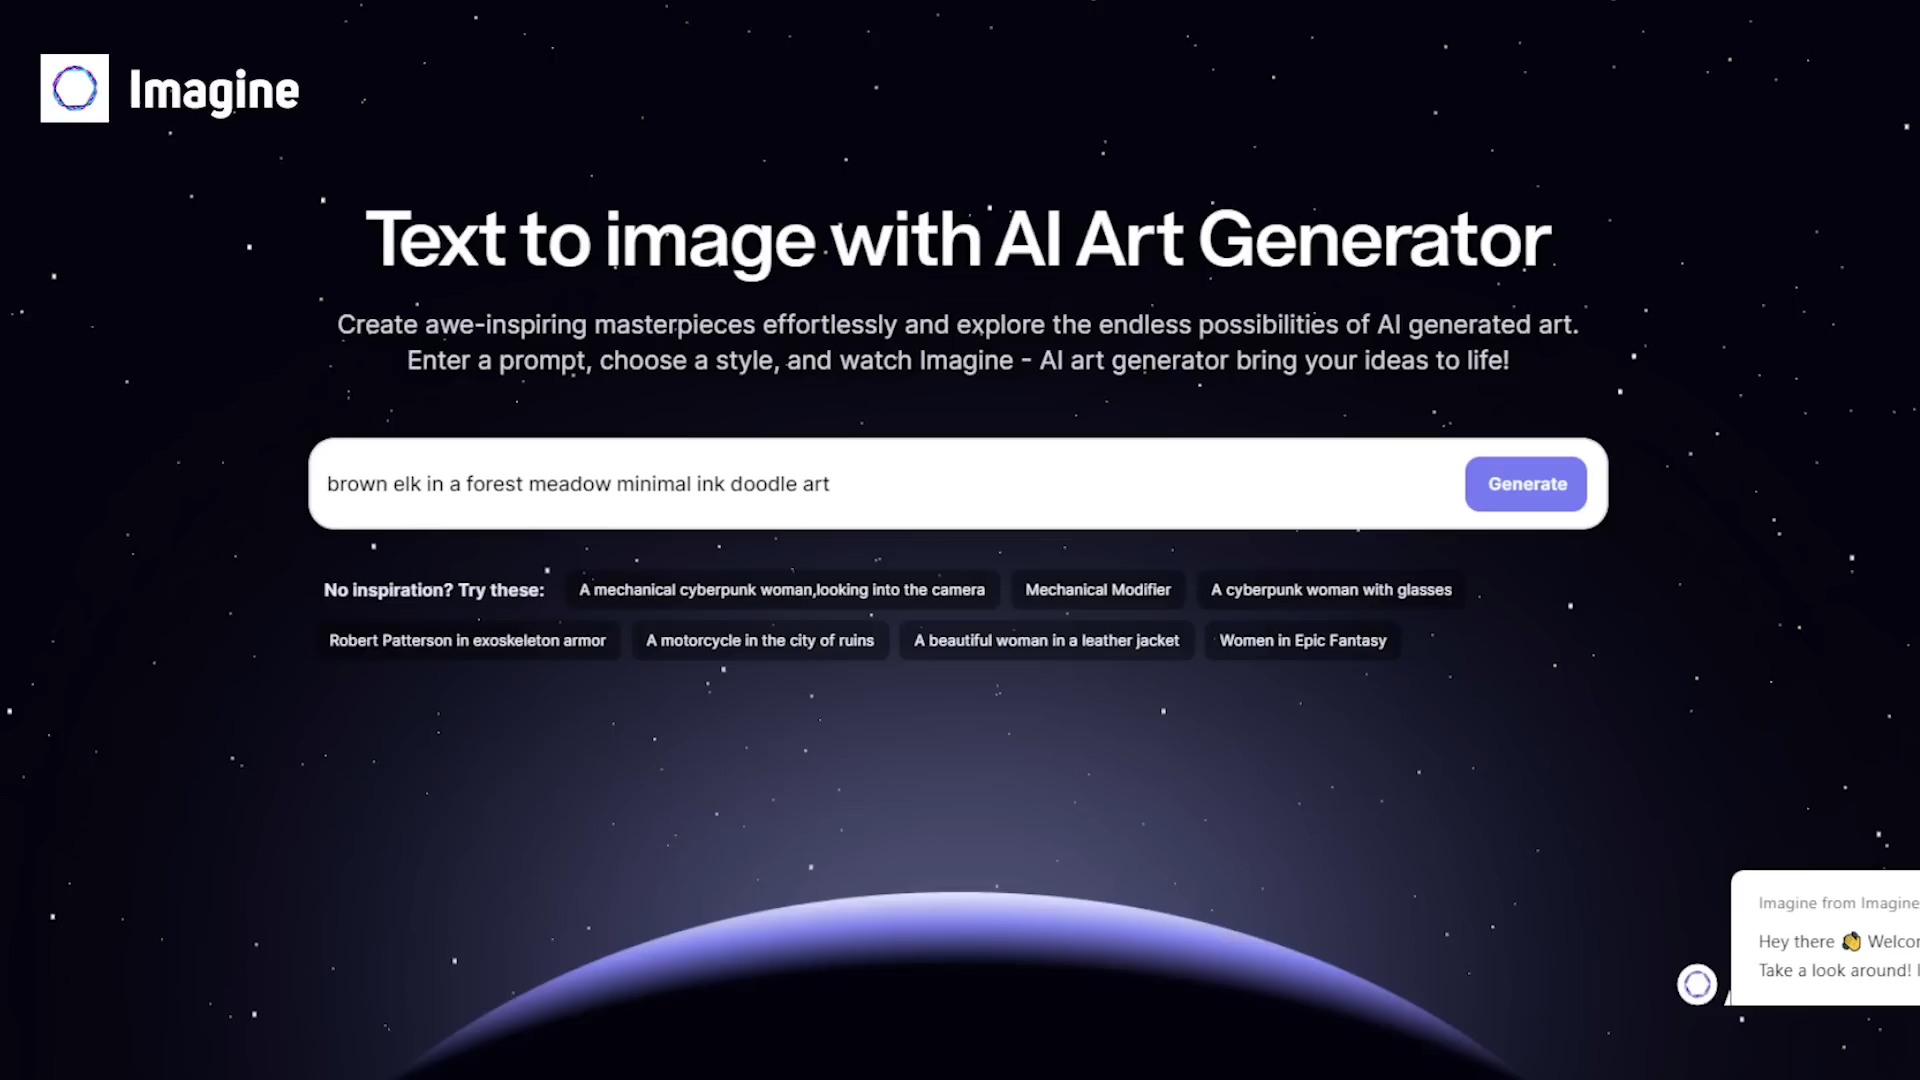 Imagine
Text to image with AI Art Generator
Create awe-inspiring masterpieces effortlessly and explore the endless possibilities of AI generated art.
Enter a prompt, choose a style, and watch Imagine - AI art generator bring your ideas to life!
brown elk in a forest meadow minimal ink doodle art
Generate
No inspiration? Try these:
A mechanical cyberpunk woman,looking into the camera
Mechanical Modifier
A cyberpunk woman with glasses
Robert Patterson in exoskeleton armor
A motorcycle in the city of ruins
A beautiful woman in a leather jacket
Women in Epic Fantasy
Imagine from Imagine
Hey there 👋
Take a look around!